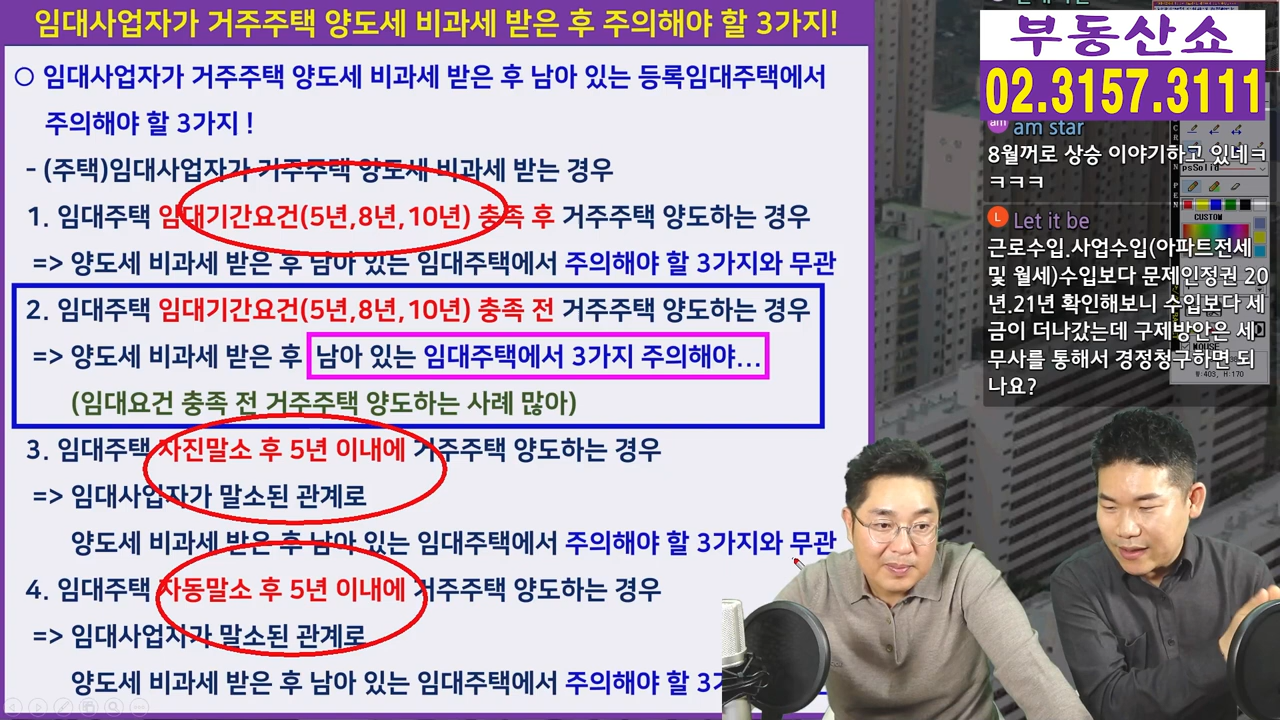 임대사업자가 거주주택 양도세 비과세 받은 후 주의해야 할 3가지!
○ 임대사업자가 거주주택 양도세 비과세 받은 후 남아 있는 등록임대주택에서
주의해야 할 3가지 !
- (주택)임대사업자가 거주주택 양도세 비과세 받는 경우
1. 임대주택 임대기간요건(5년,8년,10년) 충족 후 거주주택 양도하는 경우
=> 양도세 비과세 받은 후 남아 있는 임대주택에서 주의해야 할 3가지와 무관
2. 임대주택 임대기간요건(5년,8년,10년) 충족 전 거주주택 양도하는 경우
=> 양도세 비과세 받은 후 남아 있는 임대주택에서 3가지 주의해야...
(임대요건 충족 전 거주주택 양도하는 사례 많아)
3. 임대주택 자진말소 후 5년 이내에 거주주택 양도하는 경우
=> 임대사업자가 말소된 관계로
양도세 비과세 받은 후 남아 있는 임대주택에서 주의해야 할 3가지와 무관
4. 임대주택 자동말소 후 5년 이내에 거주주택 양도하는 경우
=> 임대사업자가 말소된 관계로
양도세 비과세 받은 후 남아 있는 임대주택에서 주의해야 할
부동산쇼
02.3157.3111
am
am star
8월꺼로 상승 이야기하고 있네ㅋ
ㅋㅋㅋ
L
Let it be
근로수입.사업수입(아파트전세
및 월세)수입보다 문제인정권 20
년.21년 확인해보니 수입보다 세
금이 더나갔는데 구제방안은 세
무사를 통해서 경정청구하면 되
나요?
psSolid
CUSTOM
MOUSE
W:403, H:170